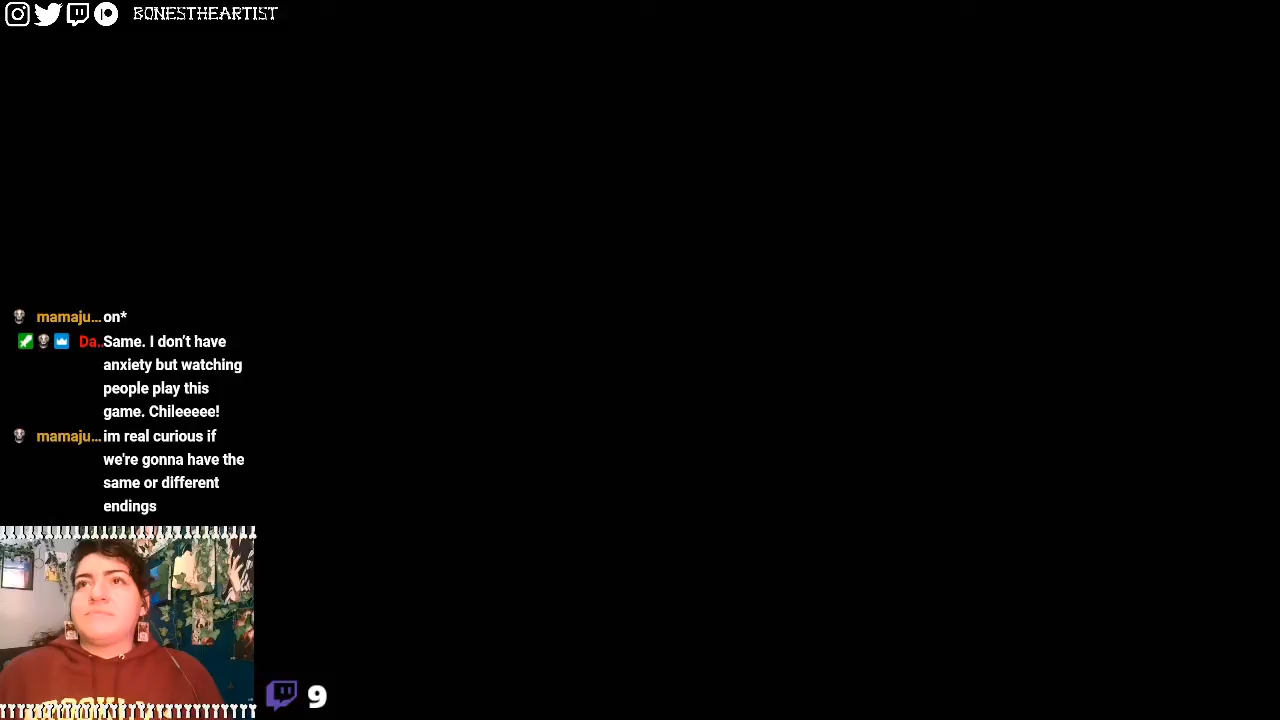 BONESTHEARTIST
mamaju... on*
Da.. Same. I don't have
anxiety but watching
people play this
game. Chileeeee!
mamaju... im real curious if
we're gonna have the
same or different
endings
9